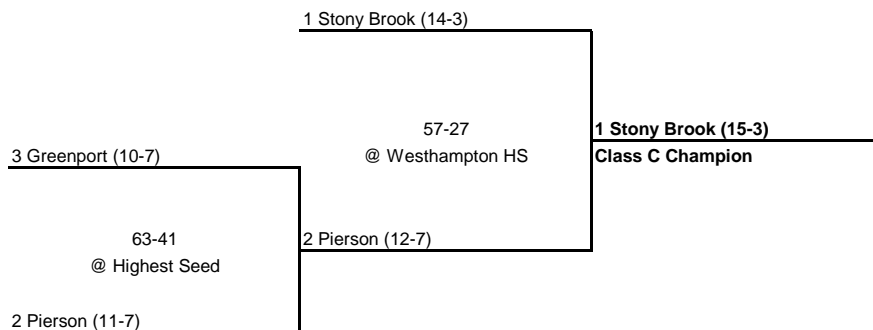 1 Stony Brook (14-3)
57-27
@ Westhampton HS
1 Stony Brook (15-3)
Class C Champion
3 Greenport (10-7)
63-41
@ Highest Seed
2 Pierson (12-7)
2 Pierson (11-7)